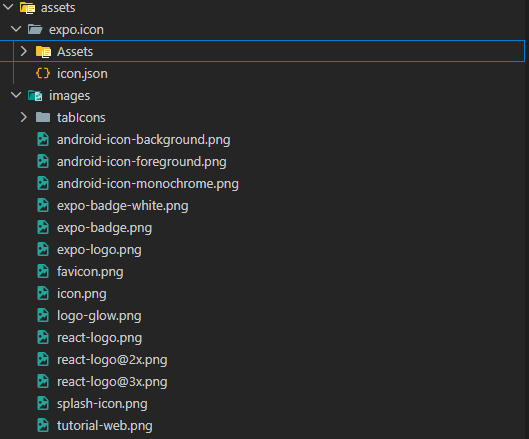 assets
expo.icon
Assets
{} icon.json
images
tabIcons
android-icon-background.png
android-icon-foreground.png
android-icon-monochrome.png
expo-badge-white.png
expo-badge.png
expo-logo.png
favicon.png
icon.png
logo-glow.png
react-logo.png
react-logo@2x.png
react-logo@3x.png
splash-icon.png
tutorial-web.png